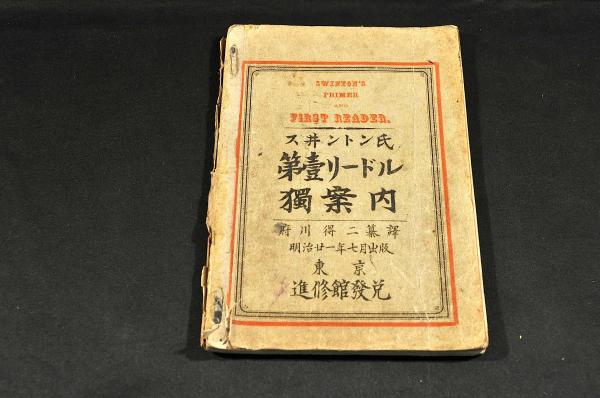 SWINTON'S
PRIMER
AND
FIRST READER.
ス井ントン氏
第壹リードル
獨案内
府川得二纂譯
明治廿一年七月出版
東京
進修館發兌